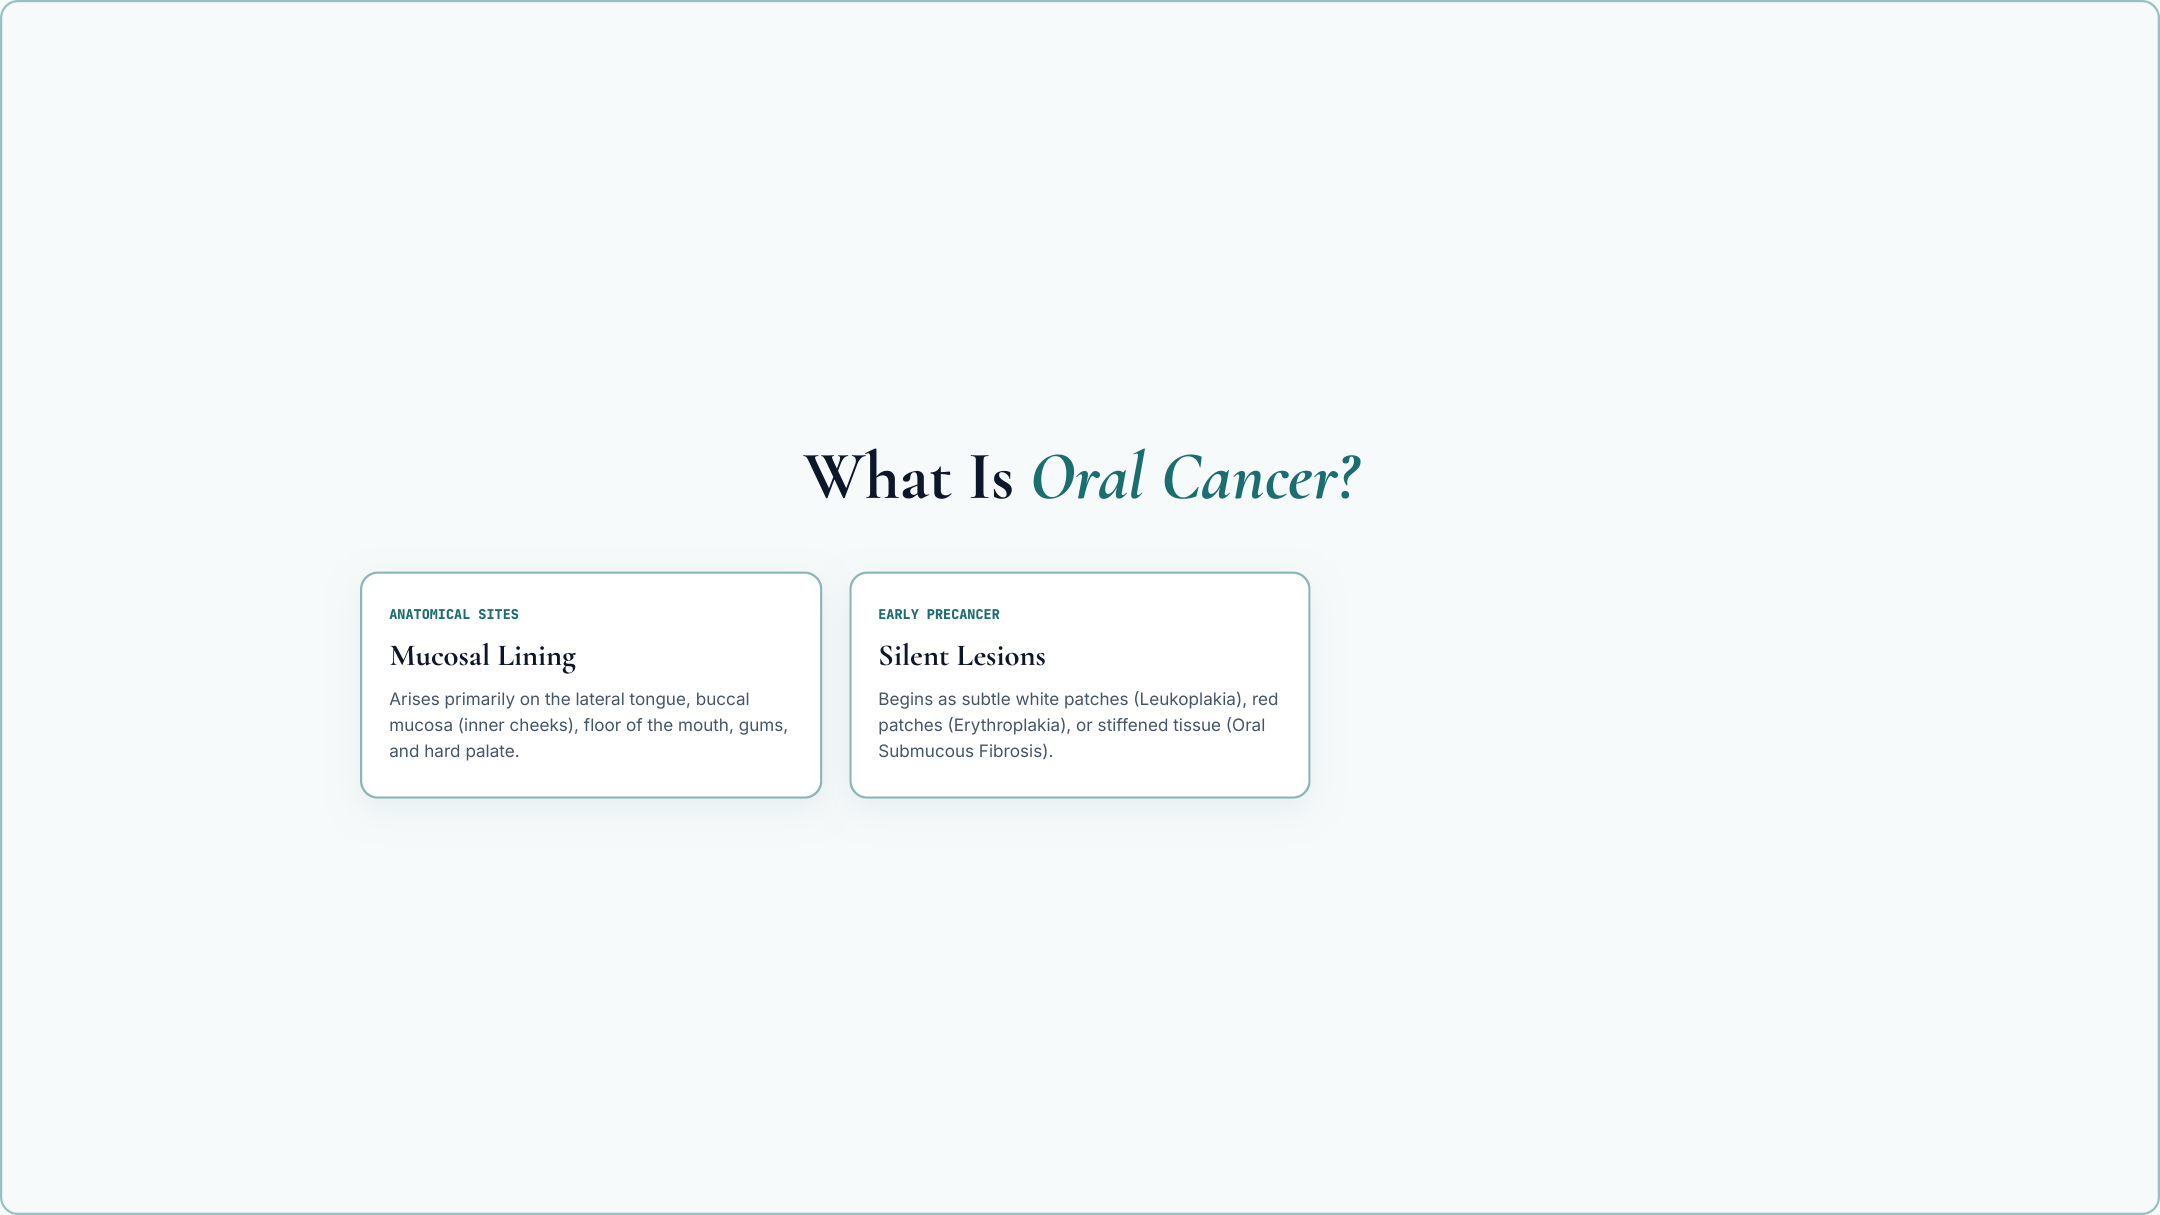 What Is Oral Cancer?
ANATOMICAL SITES
Mucosal Lining
Arises primarily on the lateral tongue, buccal
mucosa (inner cheeks), floor of the mouth, gums,
and hard palate.
EARLY PRECANCER
Silent Lesions
Begins as subtle white patches (Leukoplakia), red
patches (Erythroplakia), or stiffened tissue (Oral
Submucous Fibrosis).